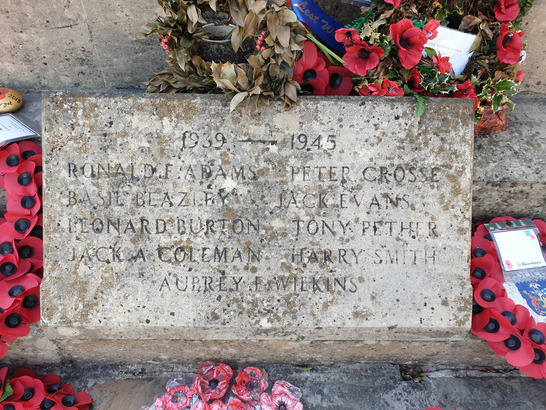 1939 — 1945
RONALD F. ADAMS PETER CROSSE
BASIL BLAZLEY JACK EVANS
LEONARD BURTON TONY PETHER
JACK A. COLEMAN HARRY SMITH
AUBREY F. WILKINS